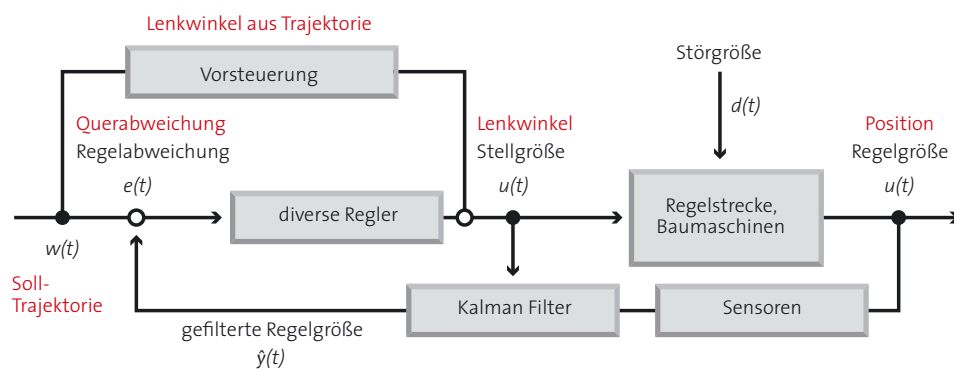 Lenkwinkel aus Trajektorie
Vorsteuerung
Störgröße
d(t)
Querabweichung
Regelabweichung
e(t)
Lenkwinkel
Stellgröße
u(t)
Position
Regelgröße
u(t)
diverse Regler
Regelstrecke,
Baumaschinen
w(t)
Soll-
Trajektorie
Kalman Filter
Sensoren
gefilterte Regelgröße
ŷ(t)